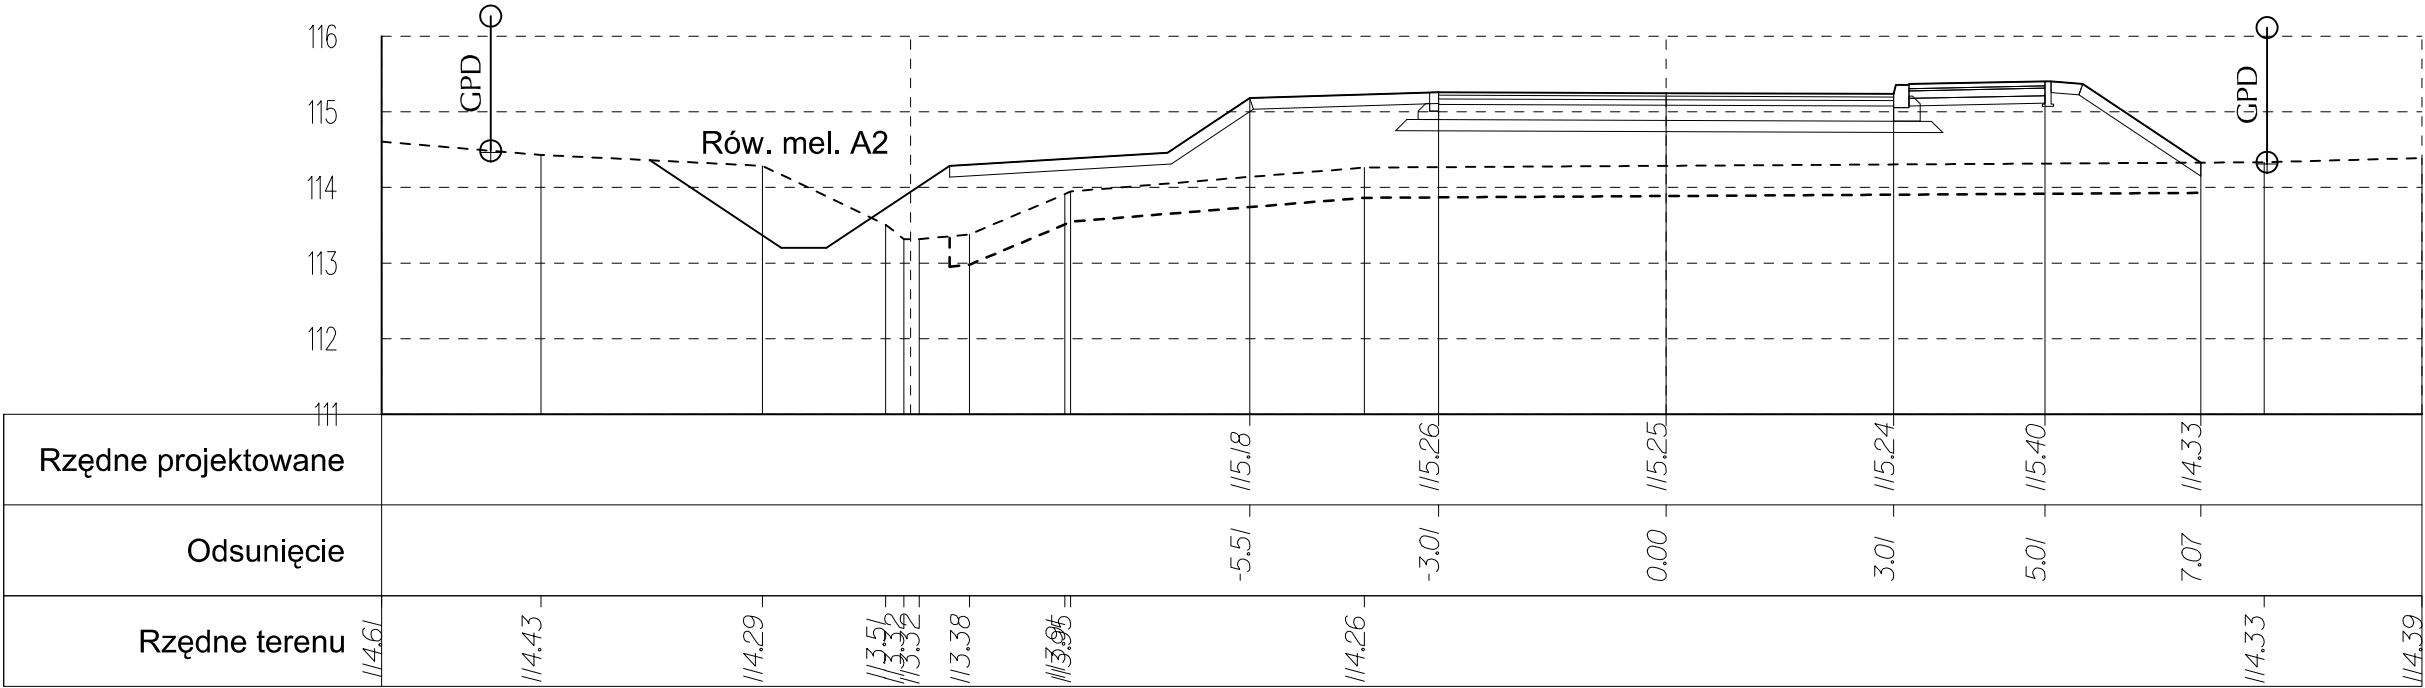 116
GPD
GPD
115
Rów. mel. A2
114
113
112
111
Rzędne projektowane 115.18 115.26 115.25 115.24 115.40 114.33
Odsunięcie -5.51 -3.01 0.00 3.01 5.01 7.07
Rzędne terenu 114.61 114.43 114.29 113.51 113.32 113.32 113.38 113.95 114.26 114.33 114.39